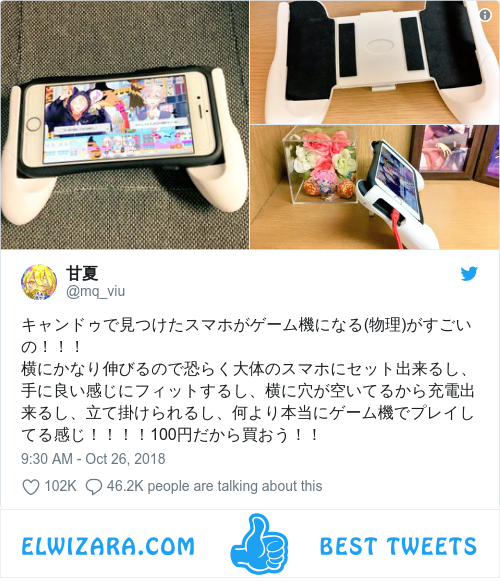 甘夏
@mq_viu
キャンドゥで見つけたスマホがゲーム機になる(物理)がすごい
の！！！
横にかなり伸びるので恐らく大体のスマホにセット出来るし、
手に良い感じにフィットするし、横に穴が空いてるから充電出
来るし、立て掛けられるし、何より本当にゲーム機でプレイし
てる感じ！！！！100円だから買おう！！
9:30 AM - Oct 26, 2018
102K 46.2K people are talking about this
ELWIZARA.COM BEST TWEETS